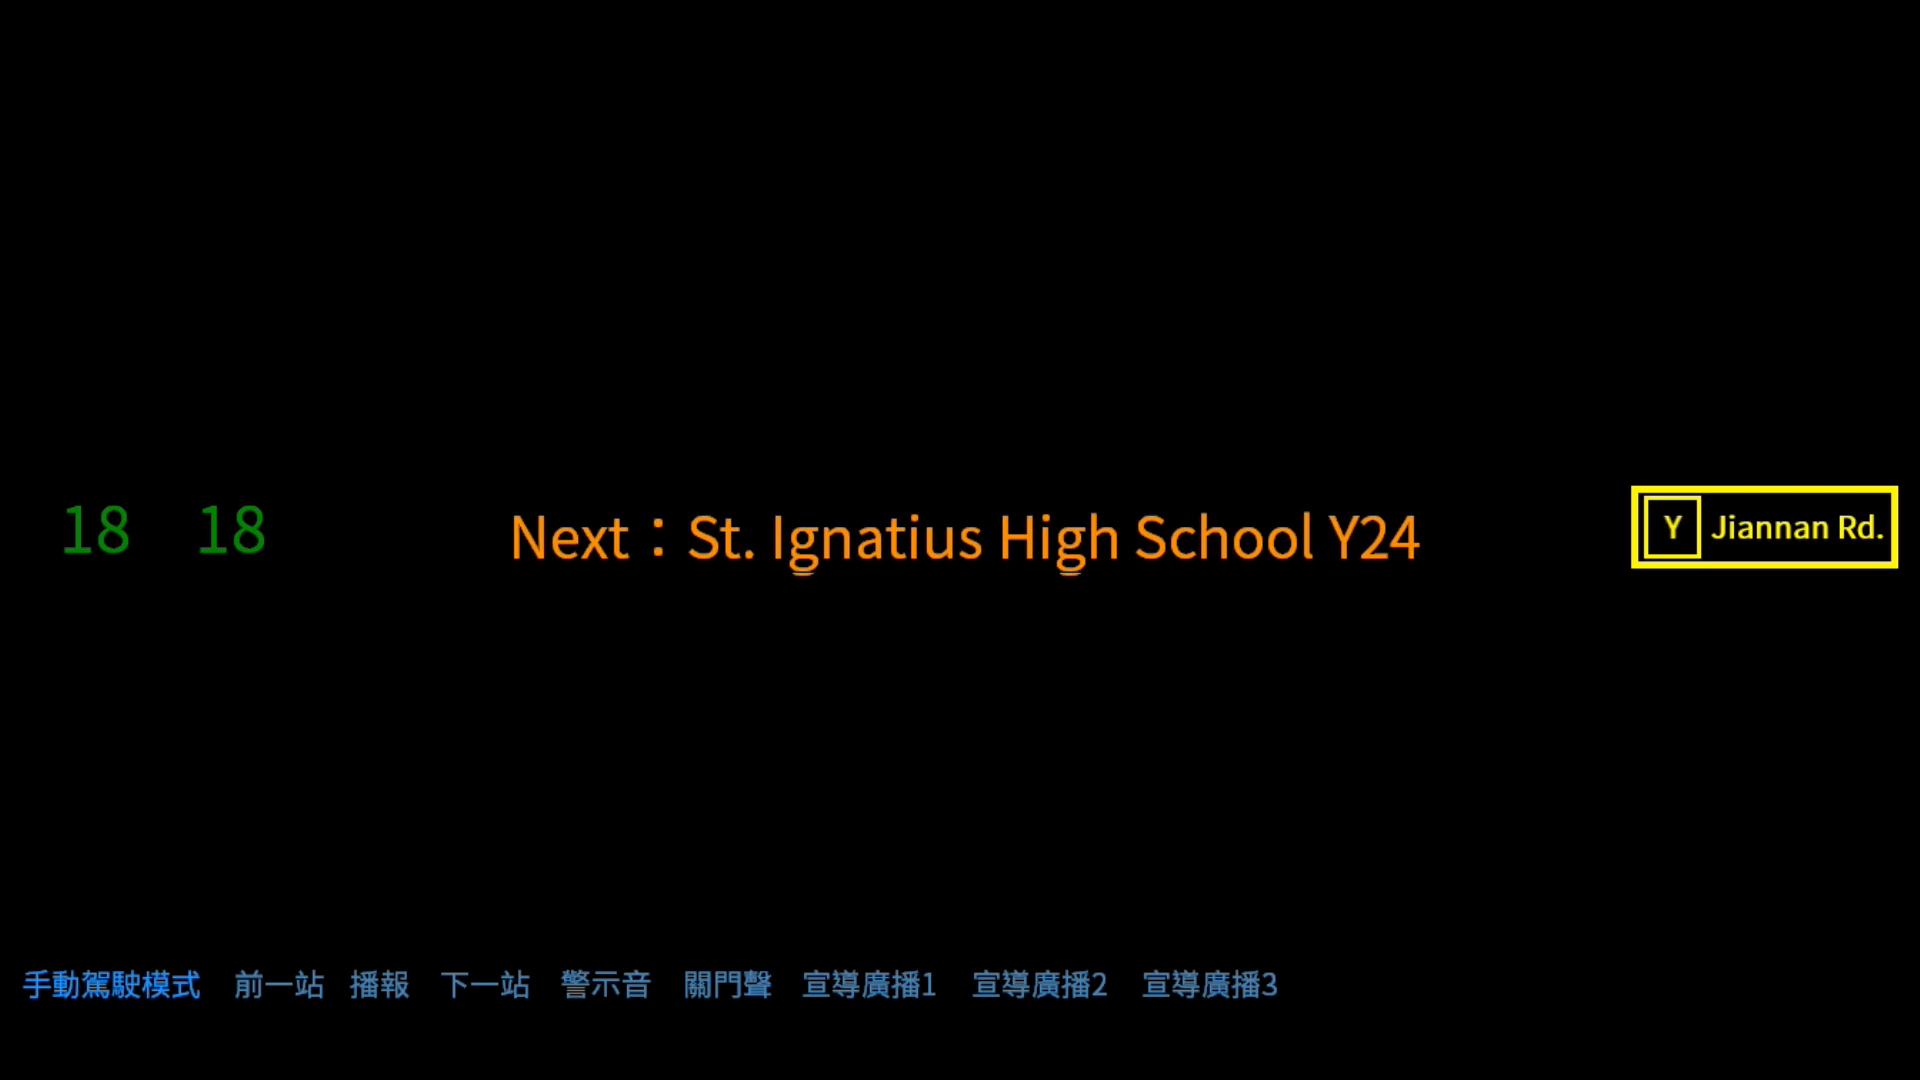 18 18 Next：St. Ignatius High School Y24 Y Jiannan Rd.
手動駕駛模式 前一站 播報 下一站 警示音 關門聲 宣導廣播1 宣導廣播2 宣導廣播3